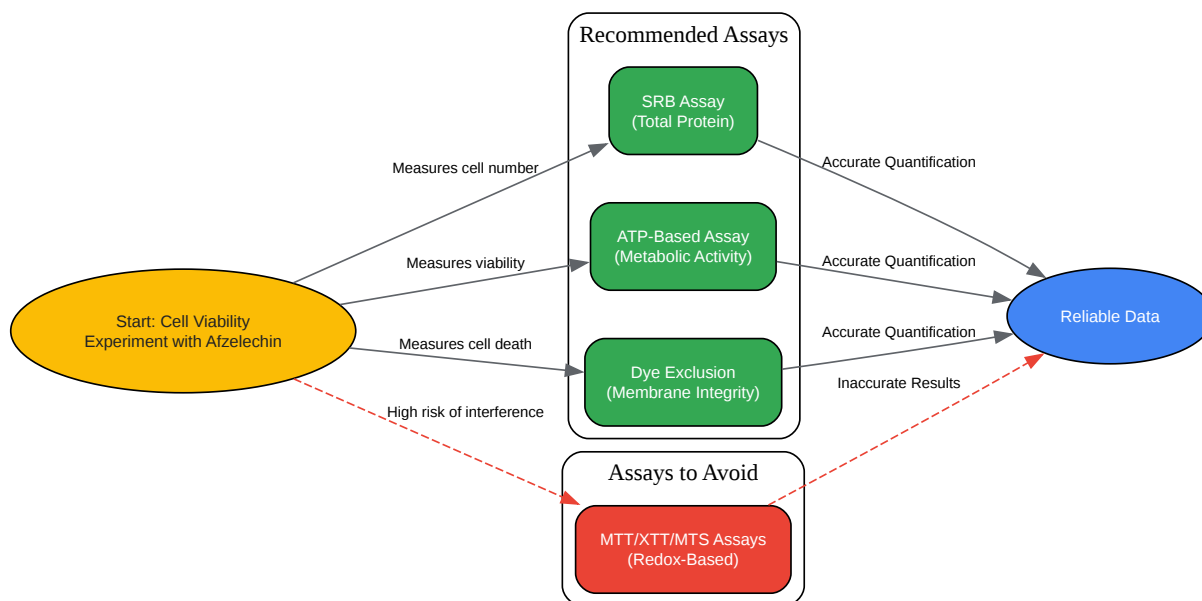 Recommended Assays
SRB Assay
(Total Protein)
Measures cell number
Accurate Quantification
ATP-Based Assay
(Metabolic Activity)
Measures viability
Accurate Quantification
Start: Cell Viability
Experiment with Afzelechin
Reliable Data
Measures cell death
Accurate Quantification
Dye Exclusion
(Membrane Integrity)
High risk of interference
Inaccurate Results
Assays to Avoid
MTT/XTT/MTS Assays
(Redox-Based)